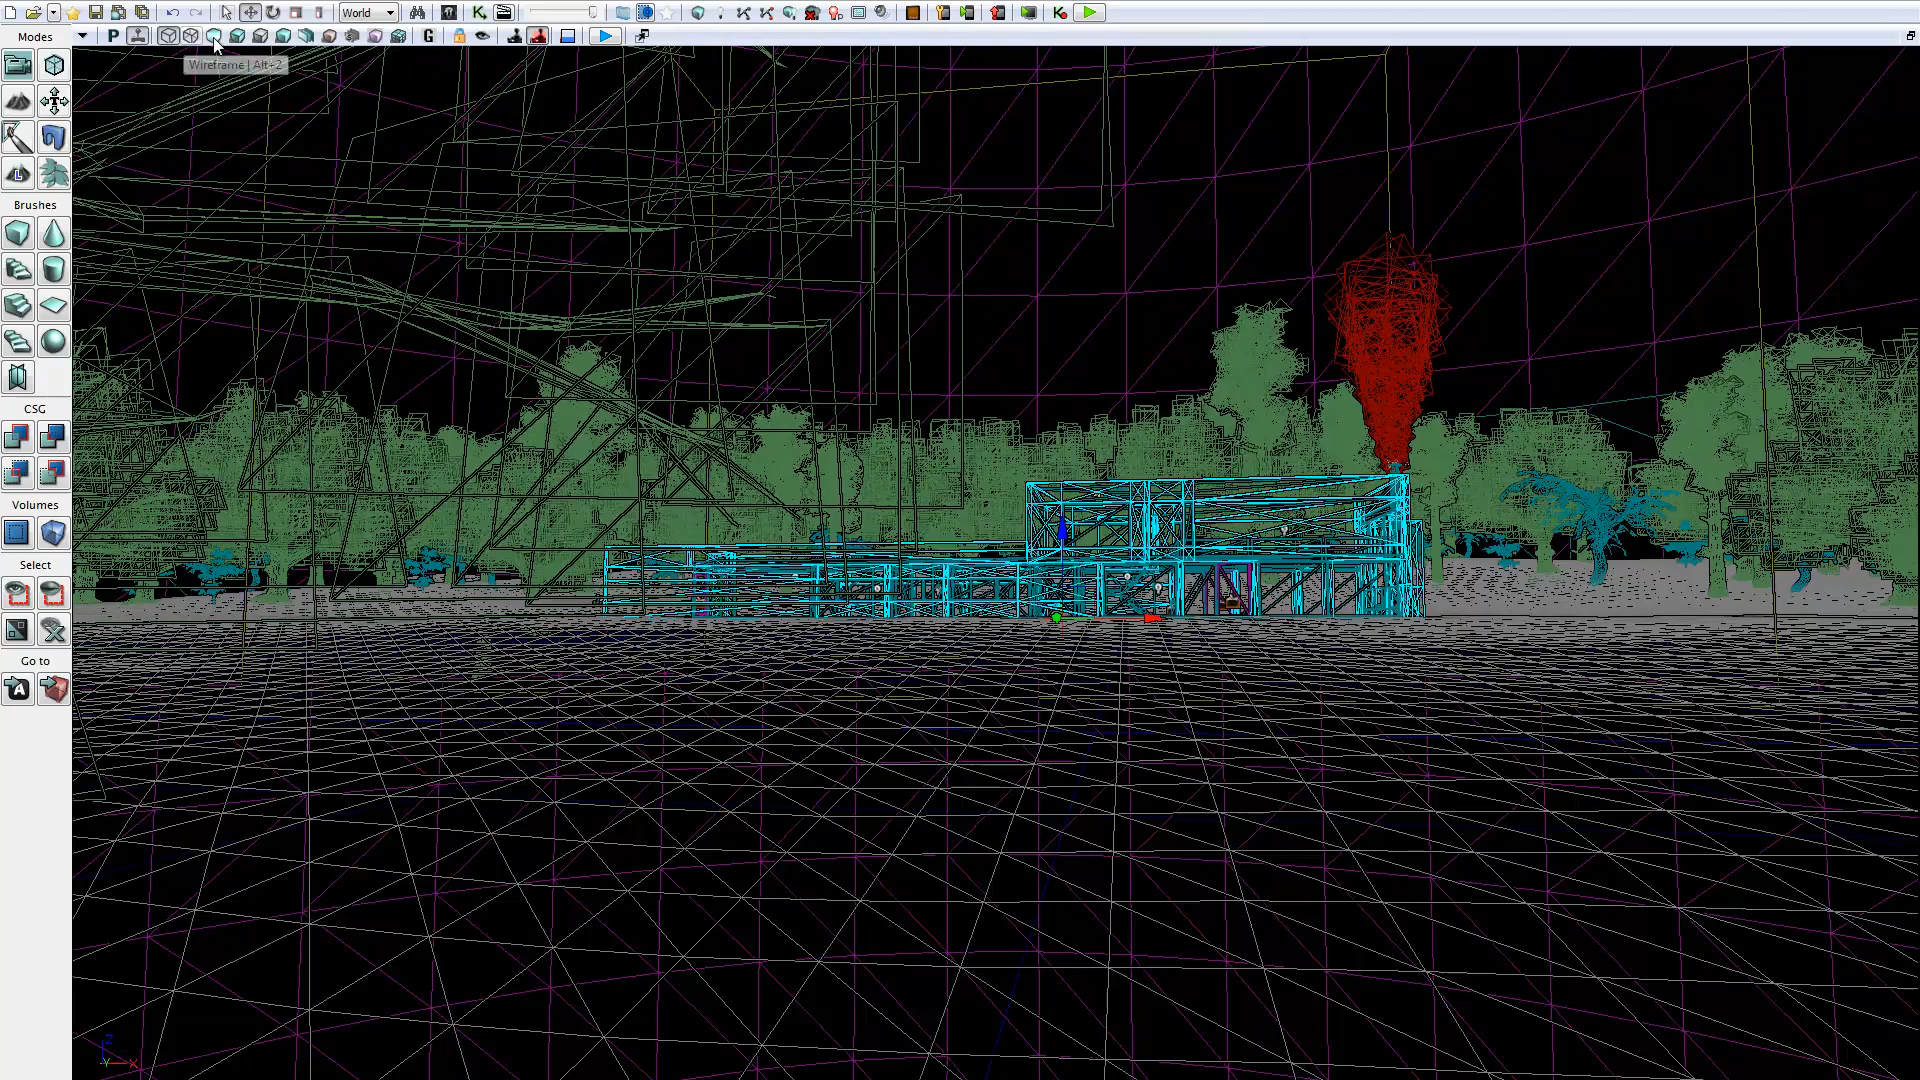 World
Modes
P
G
Wireframe | Alt+2
L
Brushes
CSG
Volumes
Select
Go to
A
Z
Y
X